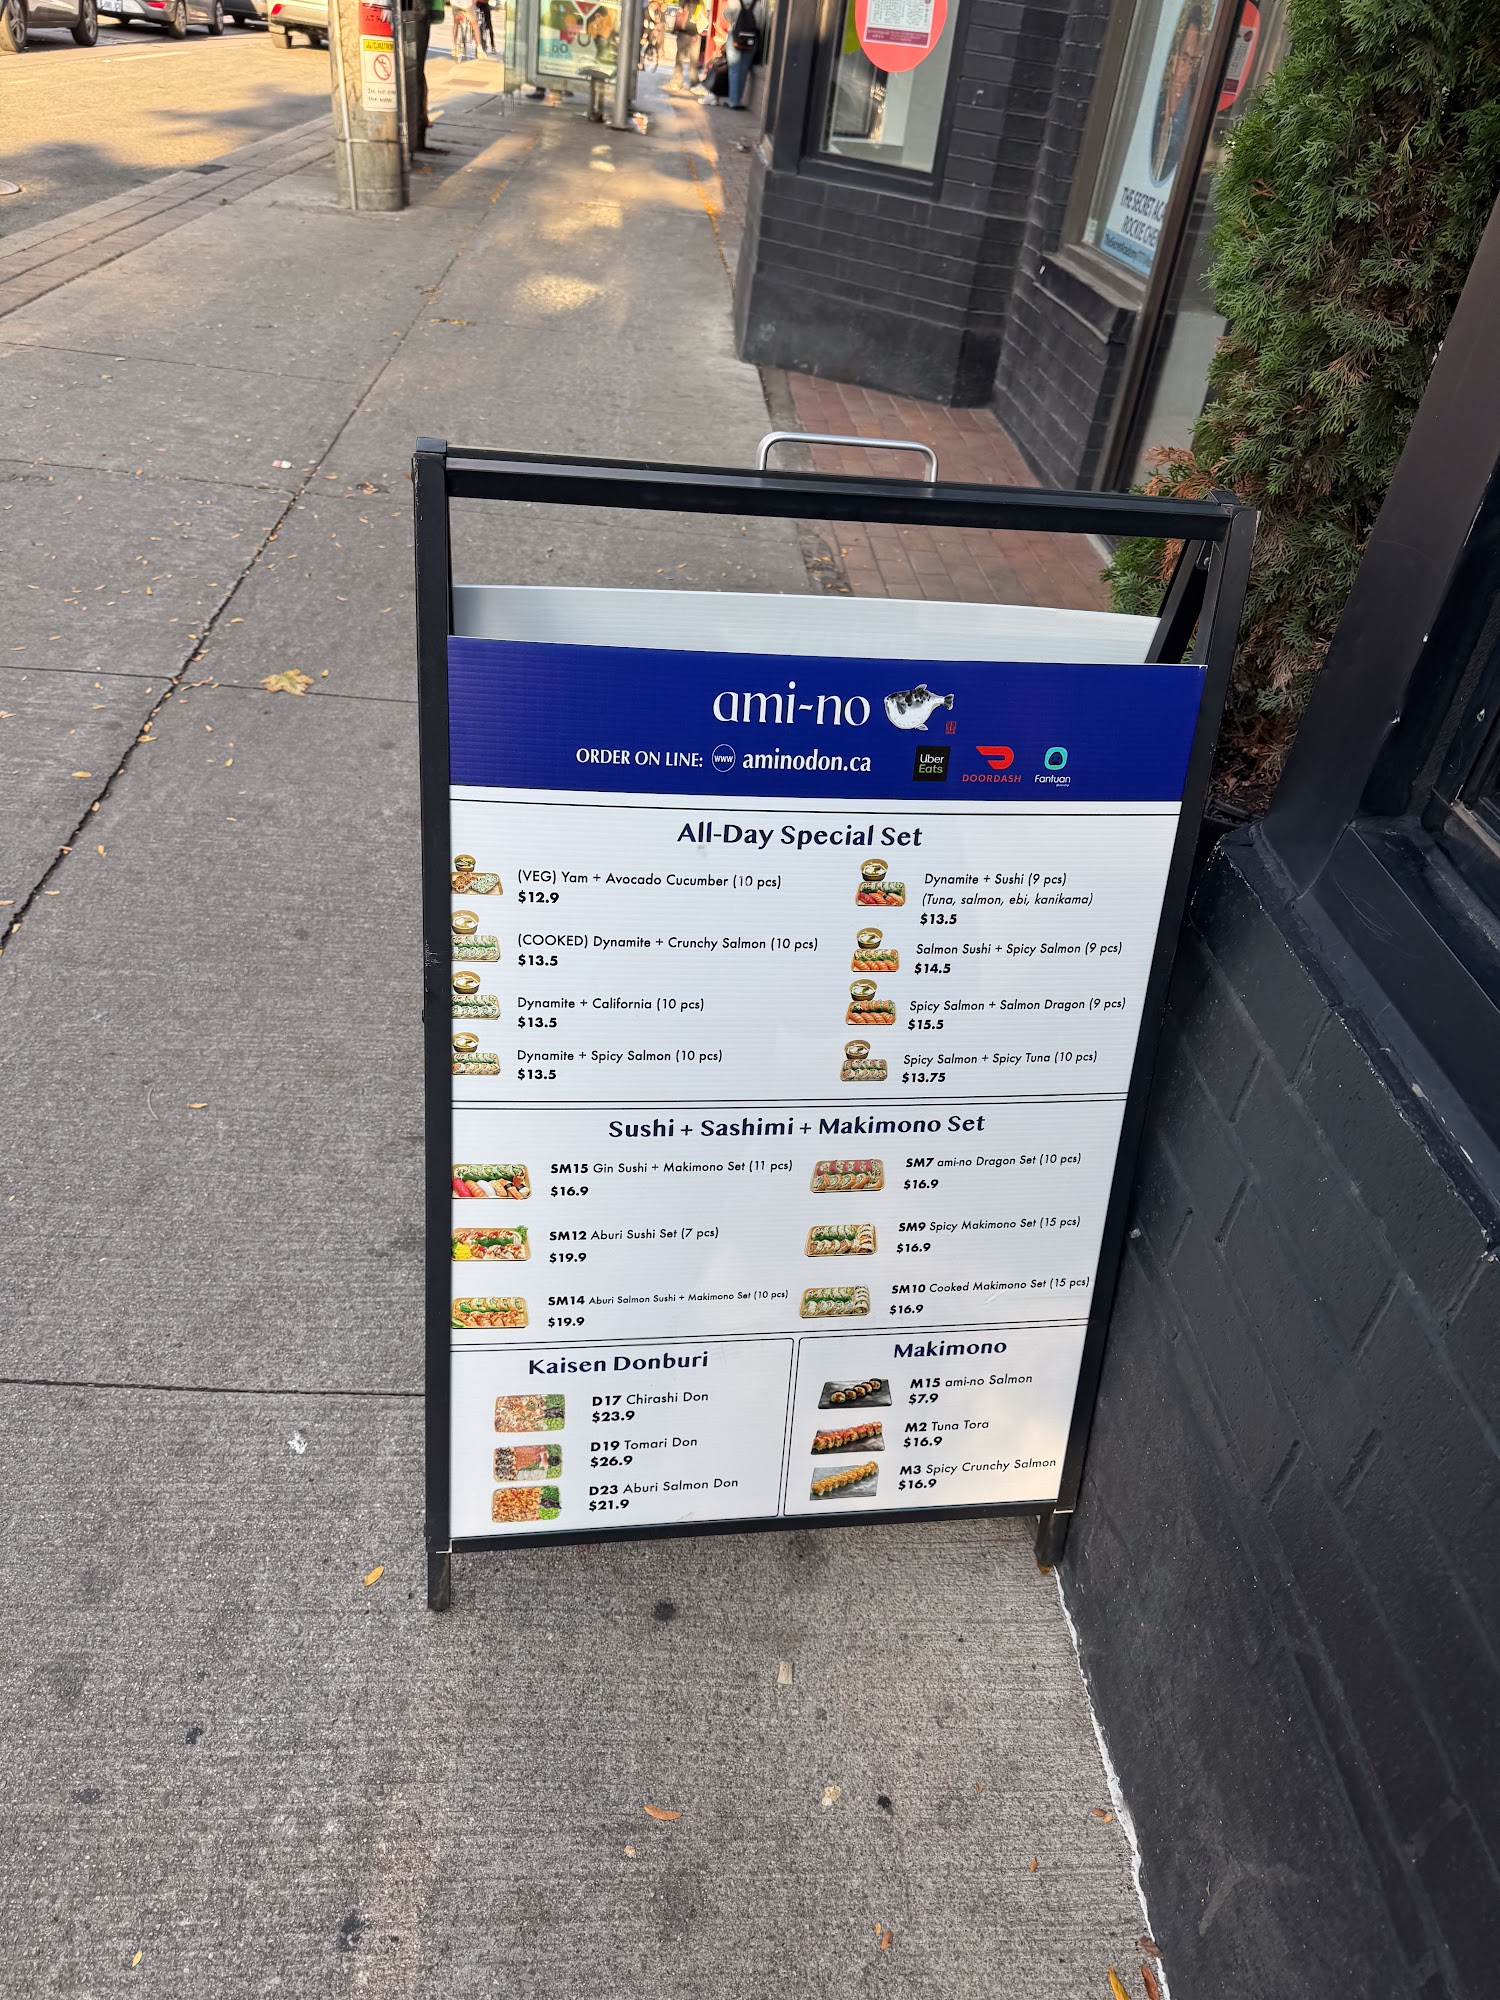 CAUTION
THE SECRET AC
ROCKIE CHE
ami-no
ORDER ON LINE: www aminodon.ca
Uber Eats
DOORDASH
Fantuan
All-Day Special Set
(VEG) Yam + Avocado Cucumber (10 pcs)
$12.9
(COOKED) Dynamite + Crunchy Salmon (10 pcs)
$13.5
Dynamite + California (10 pcs)
$13.5
Dynamite + Spicy Salmon (10 pcs)
$13.5
Dynamite + Sushi (9 pcs)
(Tuna, salmon, ebi, kanikama)
$13.5
Salmon Sushi + Spicy Salmon (9 pcs)
$14.5
Spicy Salmon + Salmon Dragon (9 pcs)
$15.5
Spicy Salmon + Spicy Tuna (10 pcs)
$13.75
Sushi + Sashimi + Makimono Set
SM15 Gin Sushi + Makimono Set (11 pcs)
$16.9
SM12 Aburi Sushi Set (7 pcs)
$19.9
SM14 Aburi Salmon Sushi + Makimono Set (10 pcs)
$19.9
SM7 ami-no Dragon Set (10 pcs)
$16.9
SM9 Spicy Makimono Set (15 pcs)
$16.9
SM10 Cooked Makimono Set (15 pcs)
$16.9
Kaisen Donburi
D17 Chirashi Don
$23.9
D19 Tomari Don
$26.9
D23 Aburi Salmon Don
$21.9
Makimono
M15 ami-no Salmon
$7.9
M2 Tuna Tora
$16.9
M3 Spicy Crunchy Salmon
$16.9